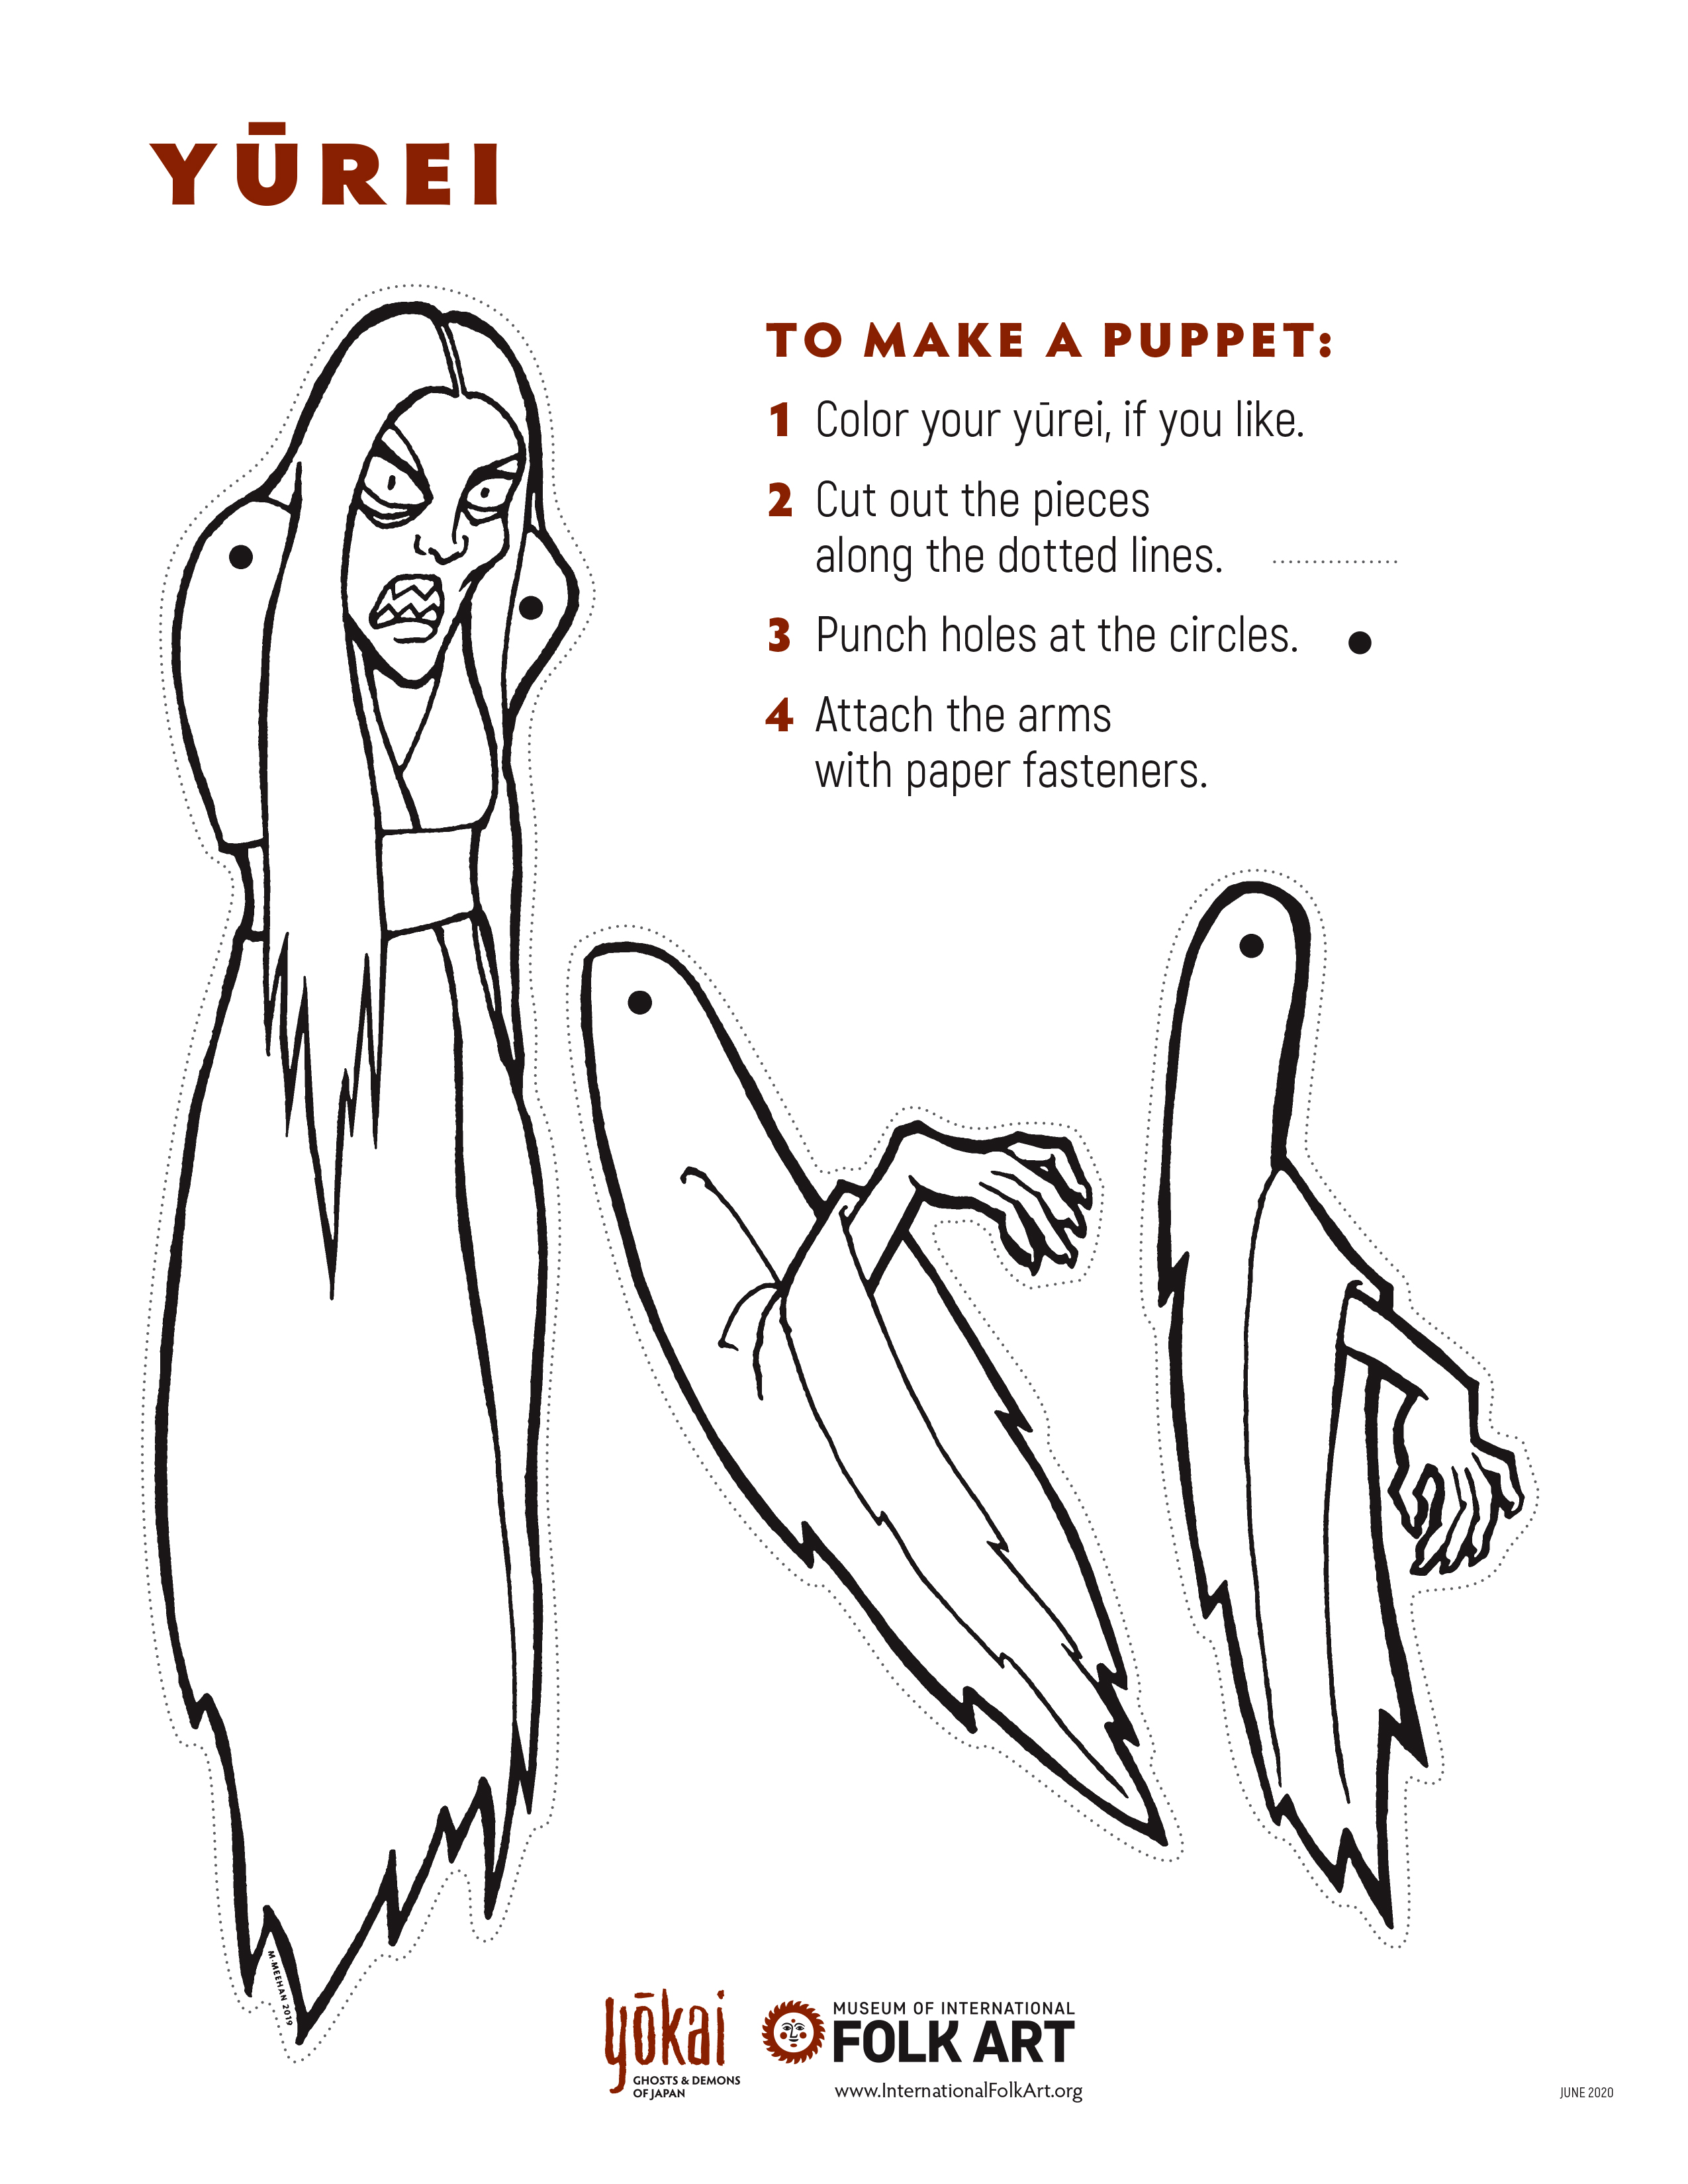 YŪREI
TO MAKE A PUPPET:
1 Color your yūrei, if you like.
2 Cut out the pieces
along the dotted lines.
3 Punch holes at the circles.
4 Attach the arms
with paper fasteners.
M·MEEHAN 2019
yōkai
GHOSTS & DEMONS
OF JAPAN
MUSEUM OF INTERNATIONAL
FOLK ART
www.InternationalFolkArt.org
JUNE 2020